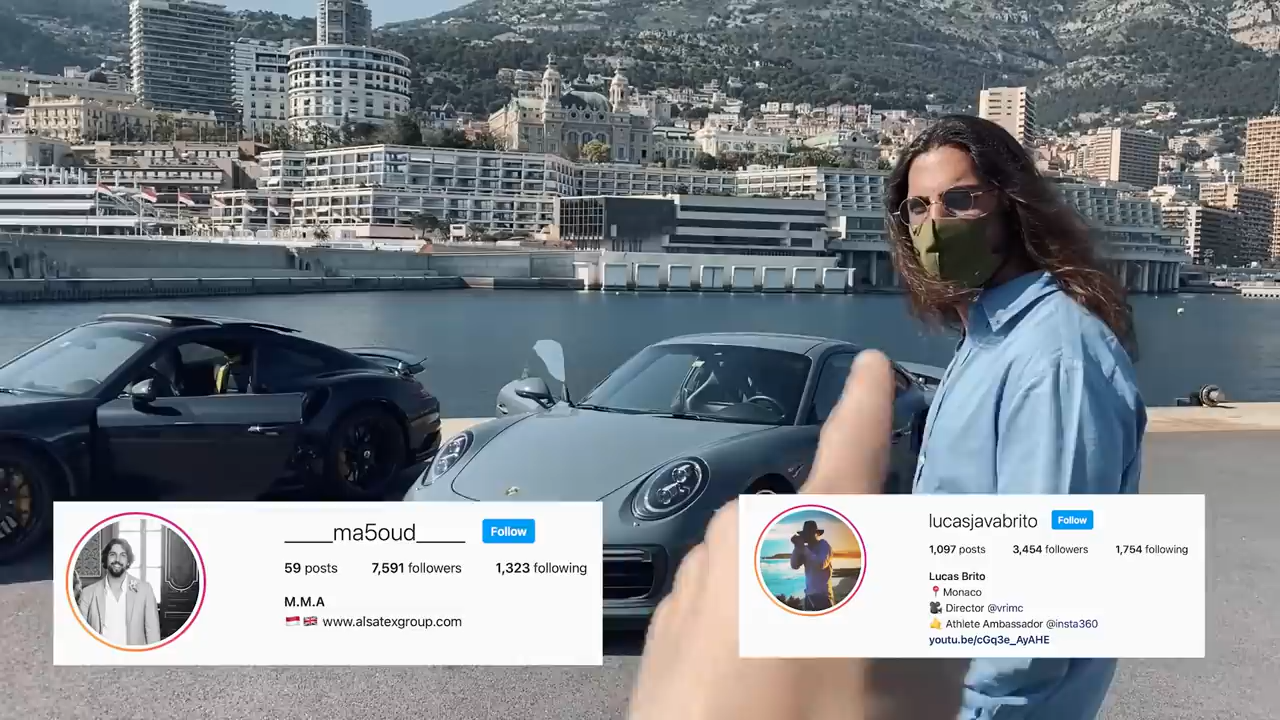 ____ma5oud____ Follow
59 posts 7,591 followers 1,323 following
M.M.A
🇲🇨 🇬🇧 www.alsatexgroup.com
lucasjavabrito Follow
1,097 posts 3,454 followers 1,754 following
Lucas Brito
📍Monaco
🎥 Director @vrimc
🤙 Athlete Ambassador @insta360
youtu.be/cGq3e_AyAHE